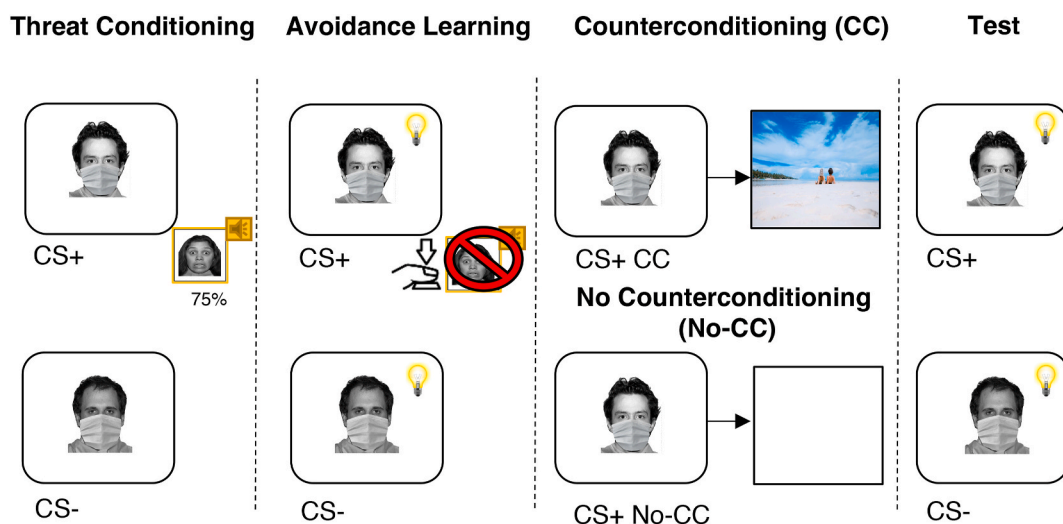 Threat Conditioning
Avoidance Learning
Counterconditioning (CC)
Test
CS+
75%
CS-
CS+
CS-
CS+ CC
No Counterconditioning
(No-CC)
CS+ No-CC
CS+
CS-